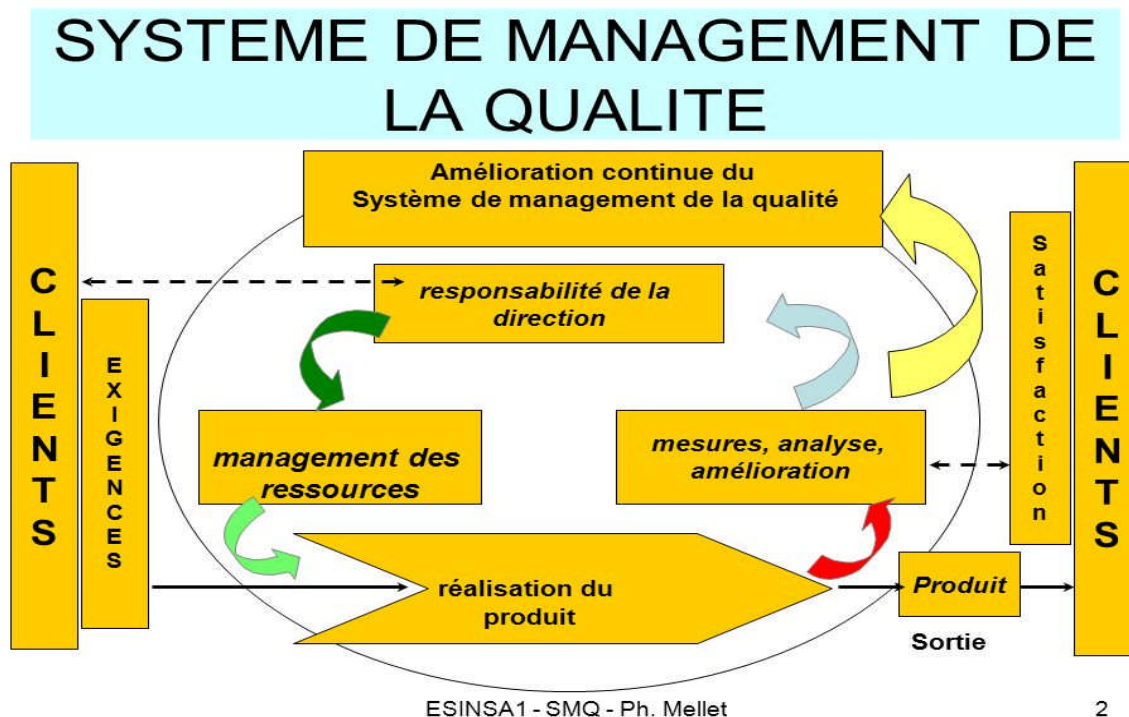 SYSTEME DE MANAGEMENT DE
LA QUALITE
CLIENTS
EXIGENCES
Amélioration continue du
Système de management de la qualité
responsabilité de la
direction
management des
ressources
mesures, analyse,
amélioration
réalisation du
produit
Produit
Sortie
Satisfaction
CLIENTS
ESINSA1 - SMQ - Ph. Mellet
2